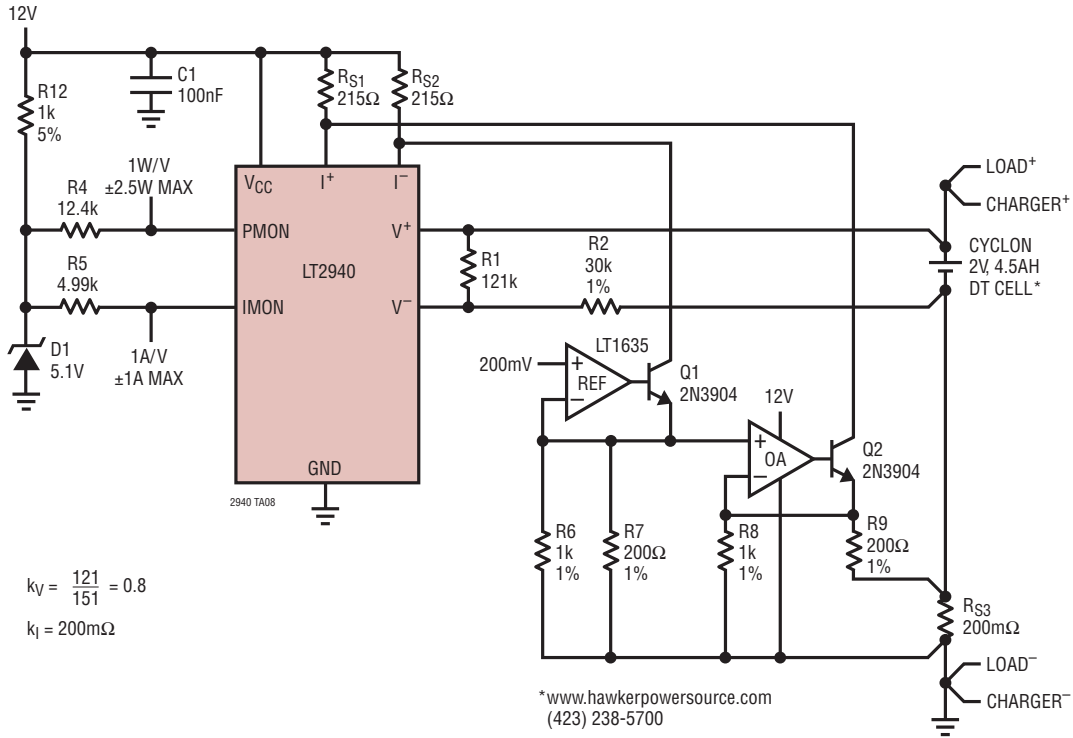 12V
R12
1k
5%
C1
100nF
RS1
215Ω
RS2
215Ω
1W/V
±2.5W MAX
R4
12.4k
R5
4.99k
1A/V
±1A MAX
D1
5.1V
VCC
I+
I−
PMON
V+
LT2940
IMON
V−
GND
2940 TA08
R1
121k
R2
30k
1%
LOAD+
CHARGER+
CYCLON
2V, 4.5AH
DT CELL*
200mV
LT1635
+
REF
−
Q1
2N3904
12V
+
OA
−
Q2
2N3904
R6
1k
1%
R7
200Ω
1%
R8
1k
1%
R9
200Ω
1%
RS3
200mΩ
LOAD−
CHARGER−
kV = 121/151 = 0.8
kI = 200mΩ
*www.hawkerpowersource.com
(423) 238-5700